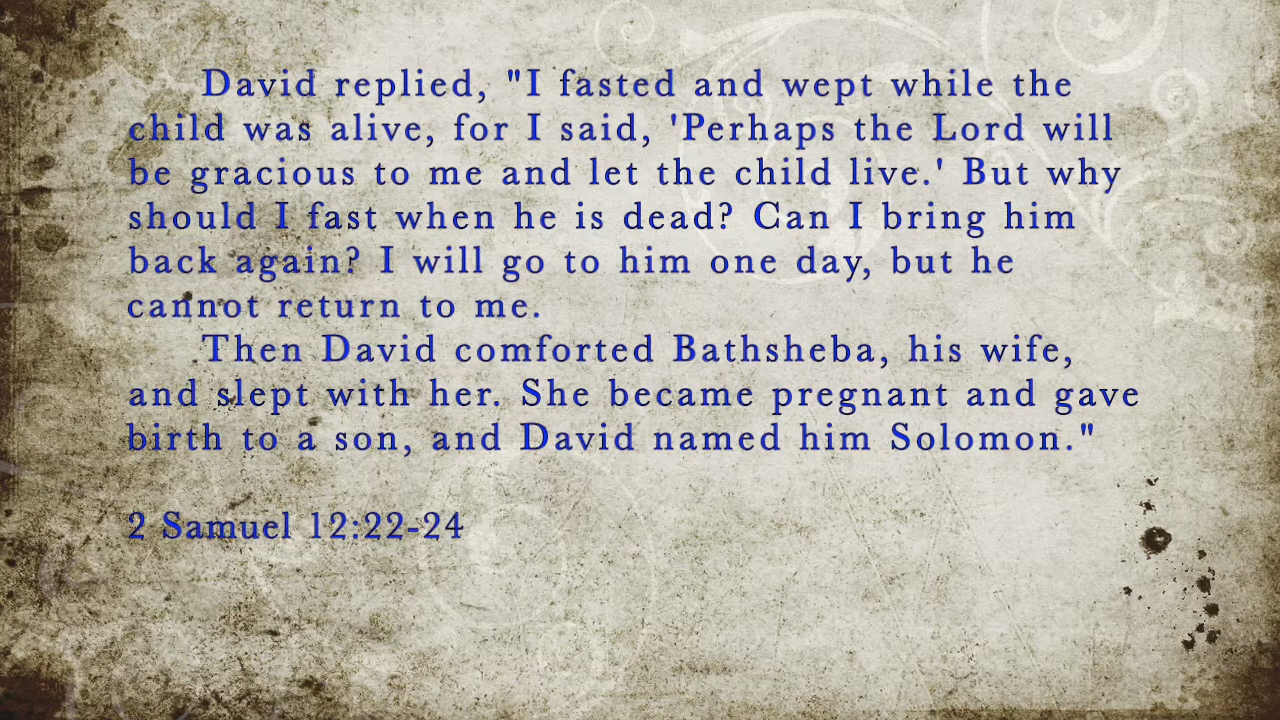 David replied, "I fasted and wept while the
child was alive, for I said, 'Perhaps the Lord will
be gracious to me and let the child live.' But why
should I fast when he is dead? Can I bring him
back again? I will go to him one day, but he
cannot return to me.
Then David comforted Bathsheba, his wife,
and slept with her. She became pregnant and gave
birth to a son, and David named him Solomon."
2 Samuel 12:22-24